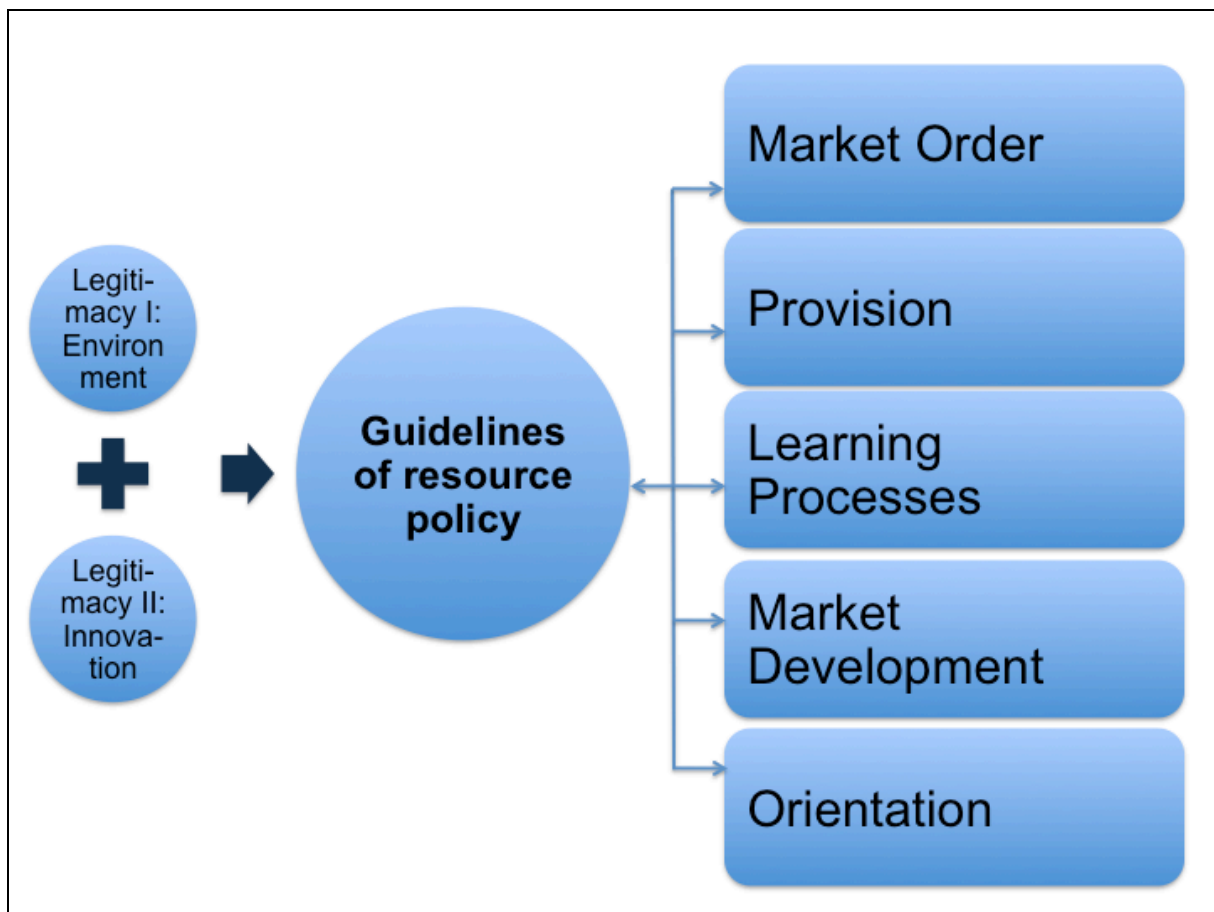 Legiti-
macy I:
Environ
ment
Legiti-
macy II:
Innova-
tion
Guidelines
of resource
policy
Market Order
Provision
Learning
Processes
Market
Development
Orientation